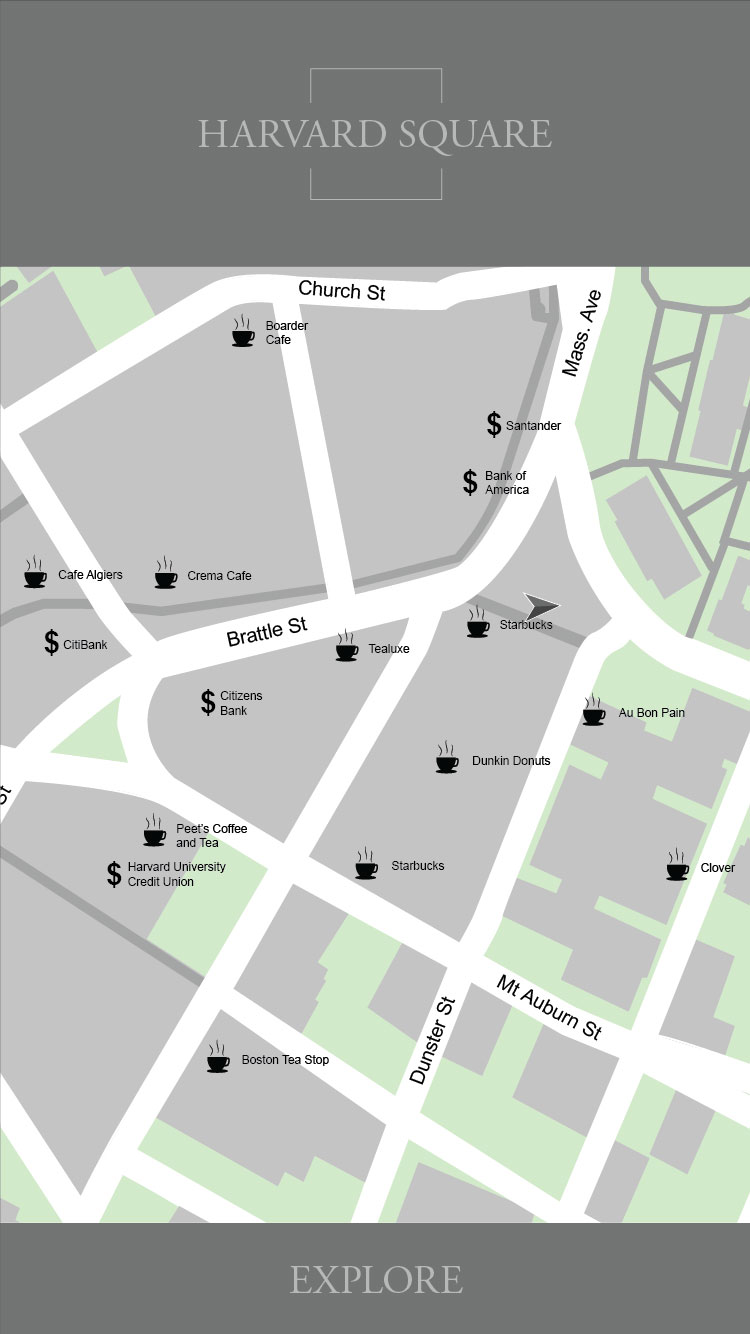 HARVARD SQUARE
Church St
Mass. Ave
Boarder
Cafe
$ Santander
$ Bank of
America
Cafe Algiers
Crema Cafe
Starbucks
Brattle St
$ CitiBank
Tealuxe
$ Citizens
Bank
Au Bon Pain
Dunkin Donuts
St
Peet's Coffee
and Tea
$ Harvard University
Credit Union
Starbucks
Clover
Mt Auburn St
Dunster St
Boston Tea Stop
EXPLORE